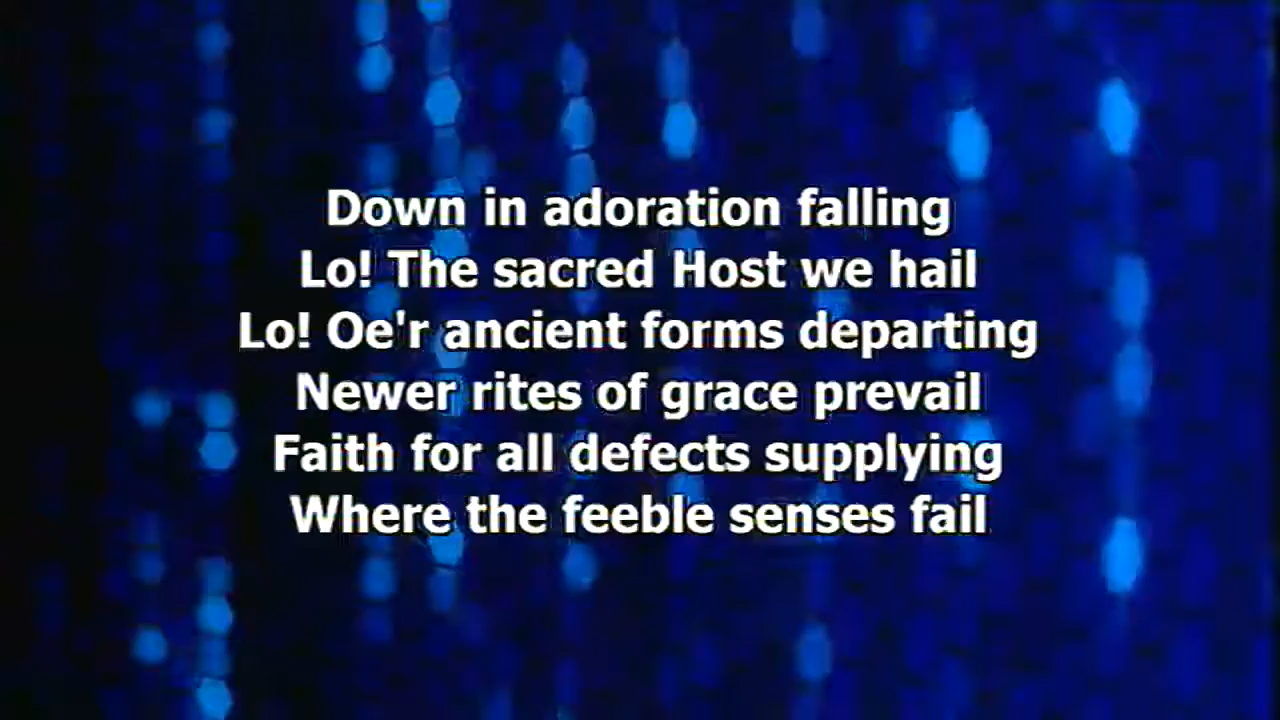 Down in adoration falling
Lo! The sacred Host we hail
Lo! Oe'r ancient forms departing
Newer rites of grace prevail
Faith for all defects supplying
Where the feeble senses fail